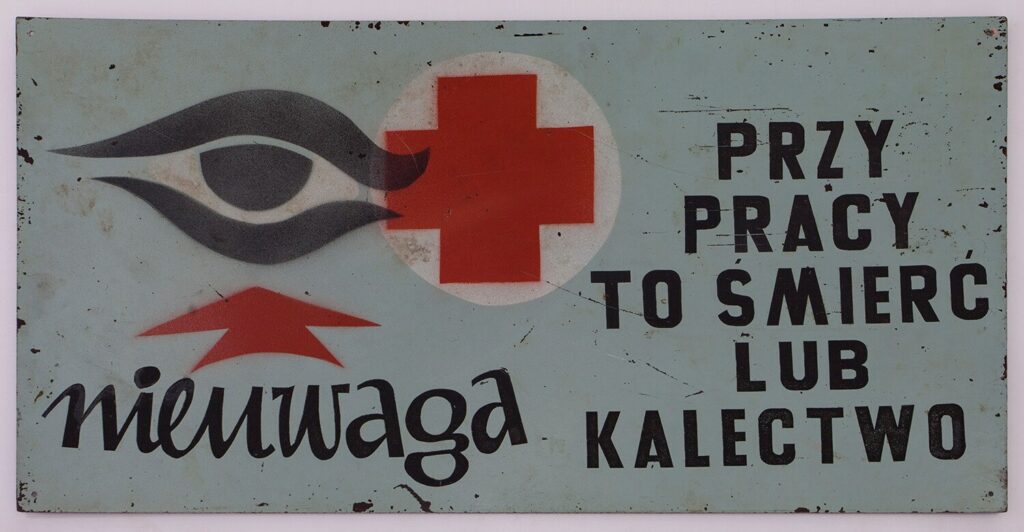 nieuwaga
PRZY
PRACY
TO ŚMIERĆ
LUB
KALECTWO